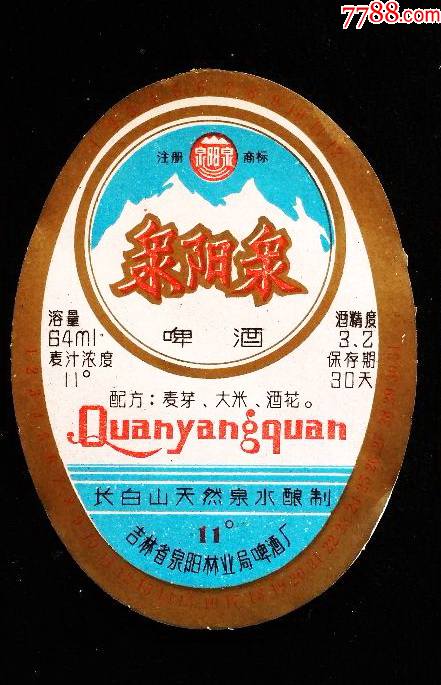 7788.com
注册 商标
泉阳泉
泉阳泉
啤酒
溶量
64ml
麦汁浓度
11°
酒精度
3.2
保存期
30天
配方：麦芽、大米、酒花。
Quanyangquan
长白山天然泉水酿制
11°
吉林省泉阳林业局啤酒厂